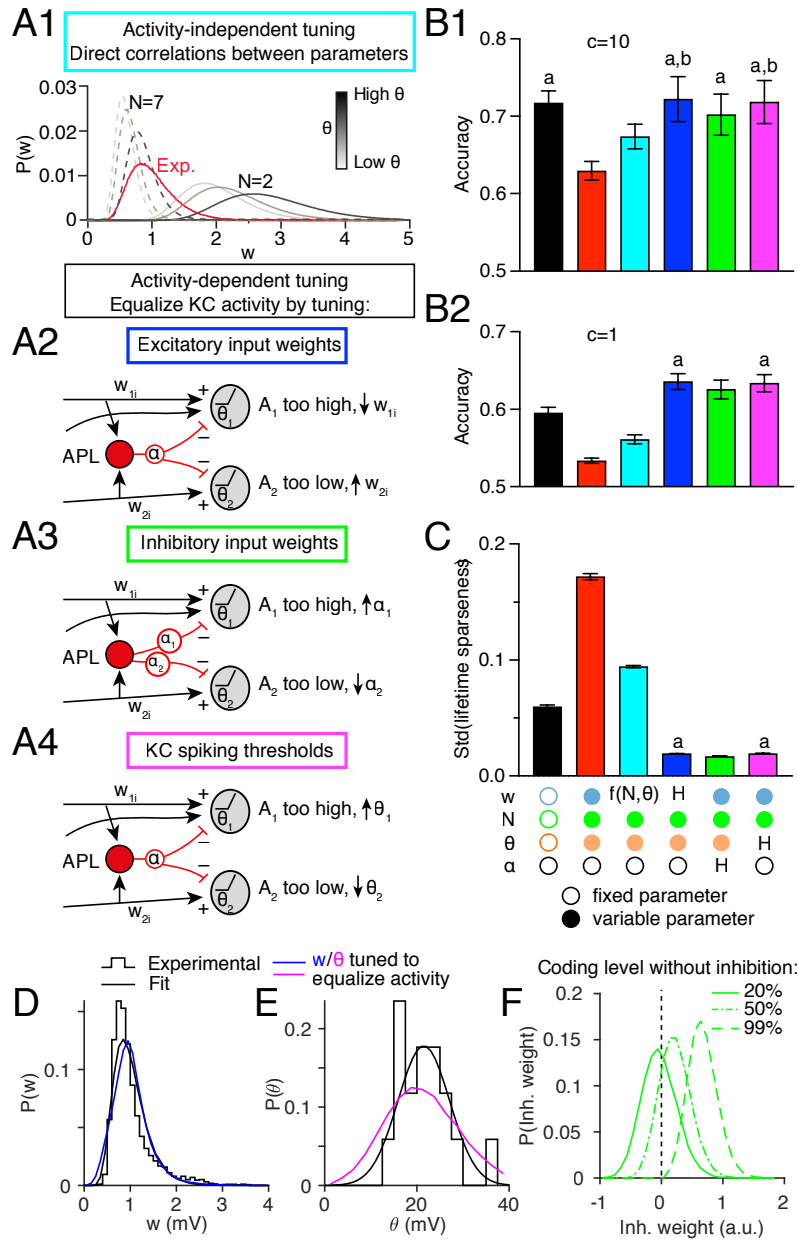 A1
Activity-independent tuning
Direct correlations between parameters
0.03
0.02
0.01
0
P(w)
N=7
Exp.
N=2
θ
High θ
Low θ
0 1 2 3 4 5
w
Activity-dependent tuning
Equalize KC activity by tuning:
A2
Excitatory input weights
w1i
+
θ1
A1 too high, ↓ w1i
−
APL
α
−
θ2
A2 too low, ↑ w2i
+
w2i
A3
Inhibitory input weights
w1i
+
θ1
A1 too high, ↑ α1
−
α1
APL
α2
−
θ2
A2 too low, ↓ α2
+
w2i
A4
KC spiking thresholds
w1i
+
θ1
A1 too high, ↑ θ1
−
APL
α
−
θ2
A2 too low, ↓ θ2
+
w2i
B1
c=10
0.8
0.7
0.6
0.5
Accuracy
a a,b a a,b
B2
c=1
0.7
0.6
0.5
Accuracy
a a
C
0.2
0.1
0.0
Std(lifetime sparseness)
a a
w f(N,θ) H
N
θ H
α H
fixed parameter
variable parameter
D
Experimental
Fit
w/θ tuned to
equalize activity
0.1
0
P(w)
0 1 2 3 4
w (mV)
E
0.2
0.1
0
P(θ)
0 20 40
θ (mV)
F
Coding level without inhibition:
20%
50%
99%
0.2
0.15
0.1
0.05
0
P(Inh. weight)
-1 0 1 2
Inh. weight (a.u.)